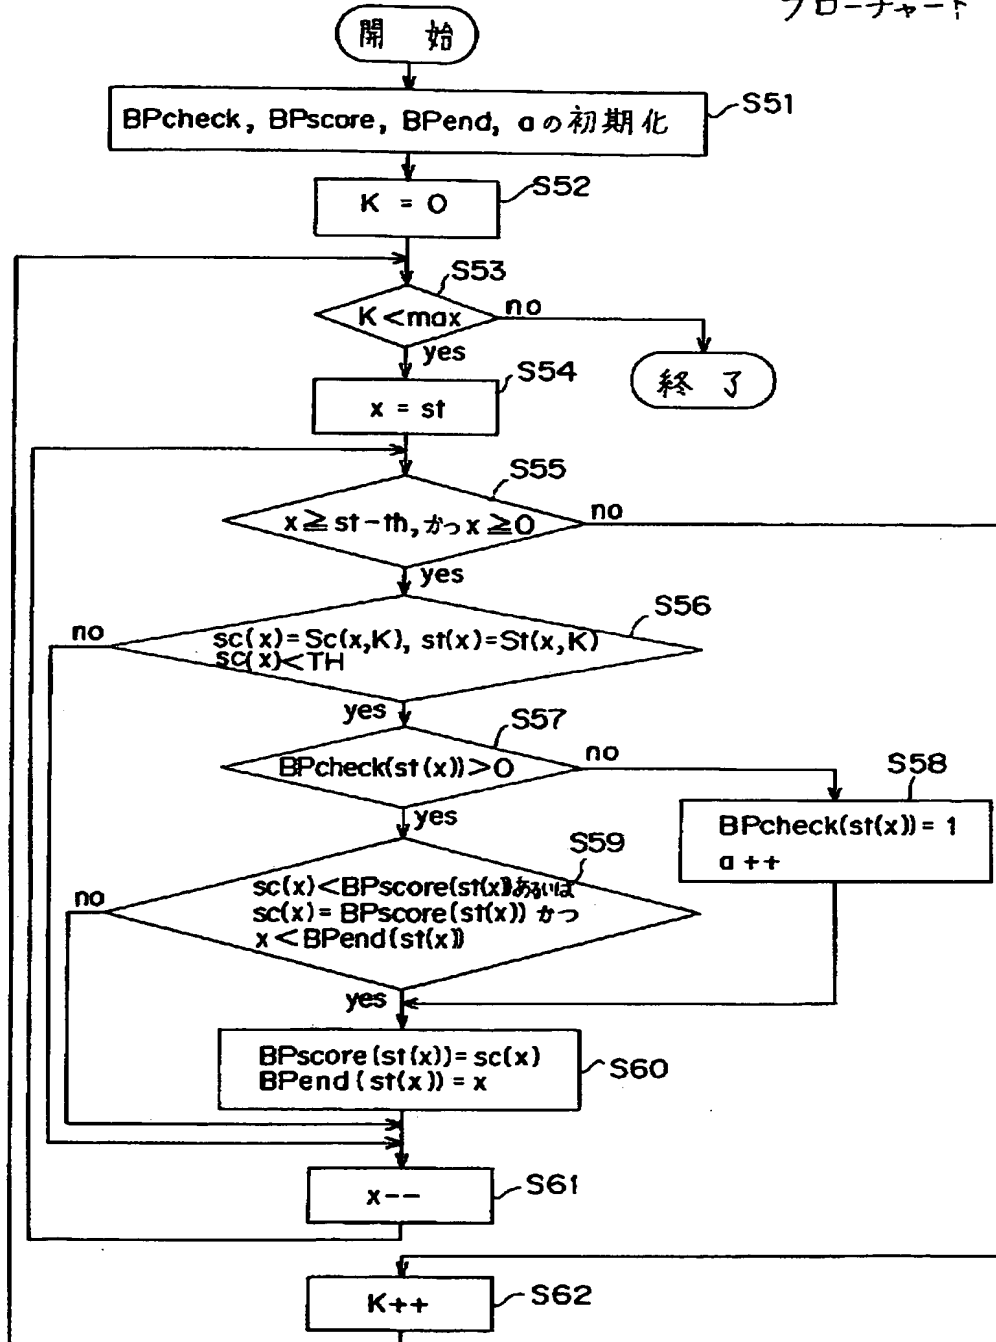 フローチャート
開 始
BPcheck, BPscore, BPend, aの初期化
S51
K = 0
S52
S53
K<max
no
yes
終 了
S54
x = st
S55
x≧st-th,かつx≧0
no
yes
S56
no
sc(x)=Sc(x,K), st(x)=St(x,K)
sc(x)<TH
yes
S57
BPcheck(st(x))>0
no
yes
S58
BPcheck(st(x))= 1
a++
S59
no
sc(x)<BPscore(st(x))あるいは
sc(x)=BPscore(st(x)) かつ
x<BPend(st(x))
yes
BPscore(st(x))=sc(x)
BPend(st(x))=x
S60
x--
S61
K++
S62